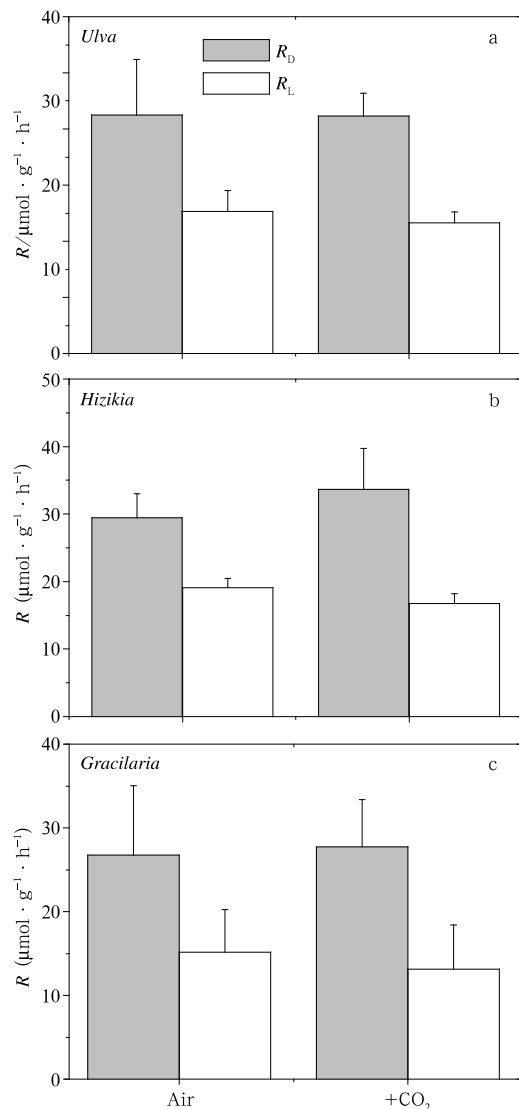 40
Ulva
a
R_D
R_L
30
20
10
0
R/μmol · g⁻¹ · h⁻¹
50
Hizikia
b
40
30
20
10
0
R (μmol · g⁻¹ · h⁻¹)
40
Gracilaria
c
30
20
10
0
R (μmol · g⁻¹ · h⁻¹)
Air
+CO₂